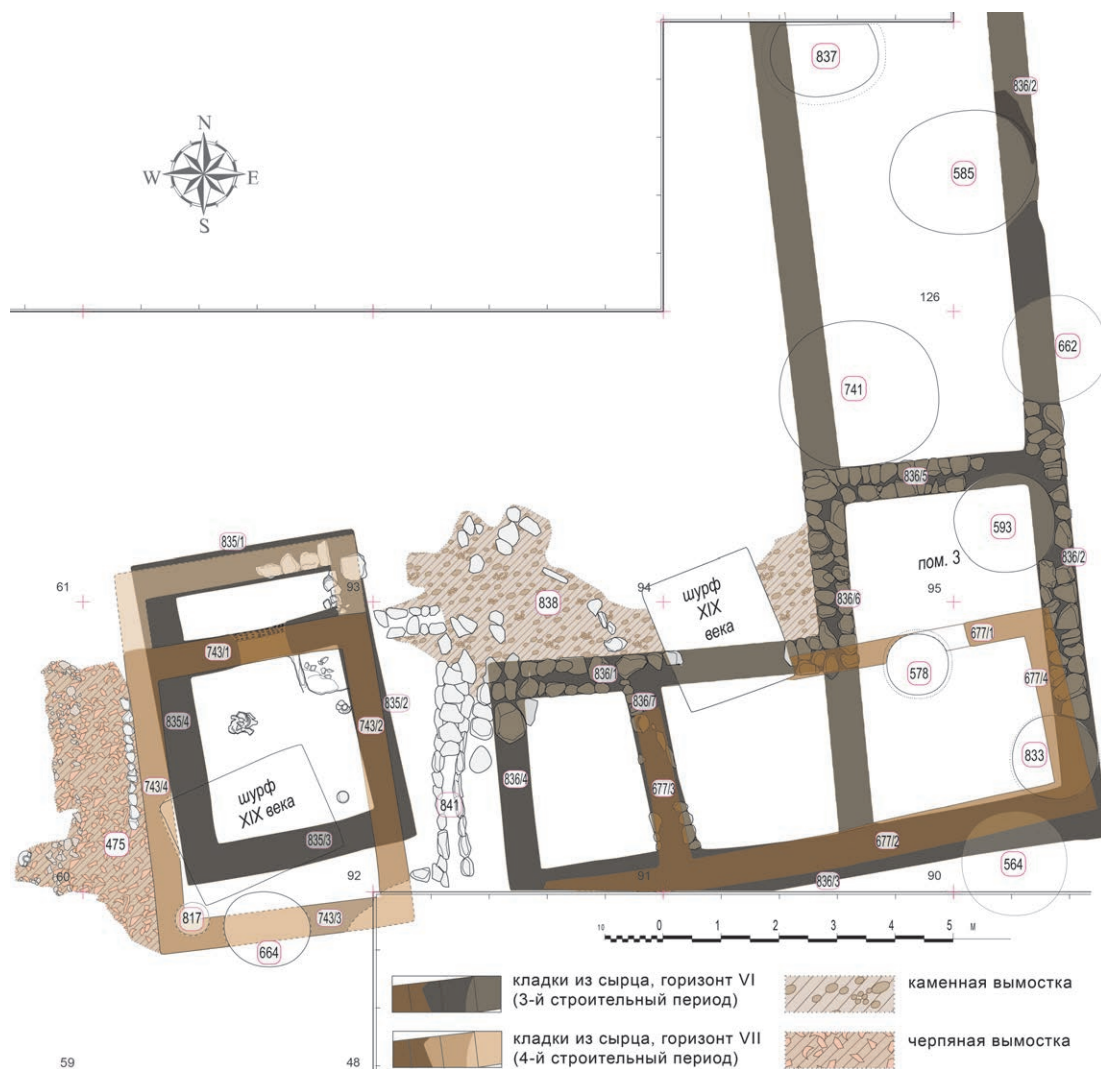 837
836/2
N
W E
S
585
126
662
741
836/5
593
835/1
пом. 3
836/2
61
93
838
94
шурф
XIX
века
836/6
95
743/1
677/1
836/1
578
677/4
835/4
743/2
835/2
836/7
833
743/4
шурф
XIX века
836/4
677/3
841
475
835/3
677/2
564
60
92
91
836/3
90
817
743/3
664
10 0 1 2 3 4 5 м
кладки из сырца, горизонт VI
(3-й строительный период)
каменная вымостка
кладки из сырца, горизонт VII
(4-й строительный период)
черпяная вымостка
59
48